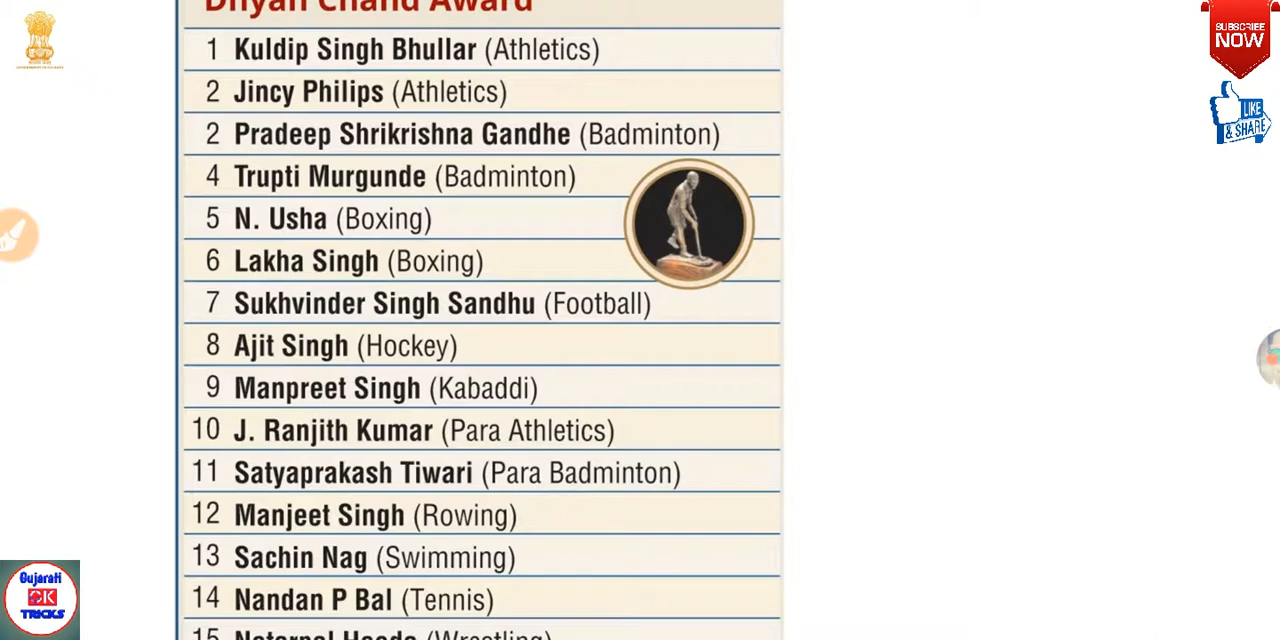 Dhyan Chand Award
1 Kuldip Singh Bhullar (Athletics)
2 Jincy Philips (Athletics)
2 Pradeep Shrikrishna Gandhe (Badminton)
4 Trupti Murgunde (Badminton)
5 N. Usha (Boxing)
6 Lakha Singh (Boxing)
7 Sukhvinder Singh Sandhu (Football)
8 Ajit Singh (Hockey)
9 Manpreet Singh (Kabaddi)
10 J. Ranjith Kumar (Para Athletics)
11 Satyaprakash Tiwari (Para Badminton)
12 Manjeet Singh (Rowing)
13 Sachin Nag (Swimming)
14 Nandan P Bal (Tennis)
15 (Wrestling)
SUBSCRIBE
NOW
LIKE
& SHARE
Gujarati
GK
TRICKS